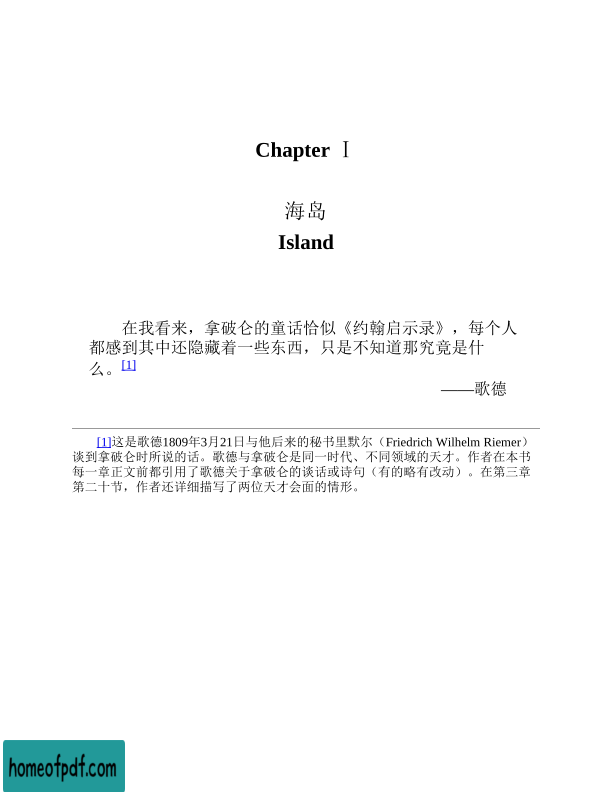 Chapter Ⅰ
海岛
Island
在我看来，拿破仑的童话恰似《约翰启示录》，每个人
都感到其中还隐藏着一些东西，只是不知道那究竟是什
么。[1]
——歌德
[1]这是歌德1809年3月21日与他后来的秘书里默尔（Friedrich Wilhelm Riemer）
谈到拿破仑时所说的话。歌德与拿破仑是同一时代、不同领域的天才。作者在本书
每一章正文前都引用了歌德关于拿破仑的谈话或诗句（有的略有改动）。在第三章
第二十节，作者还详细描写了两位天才会面的情形。
homeofpdf.com